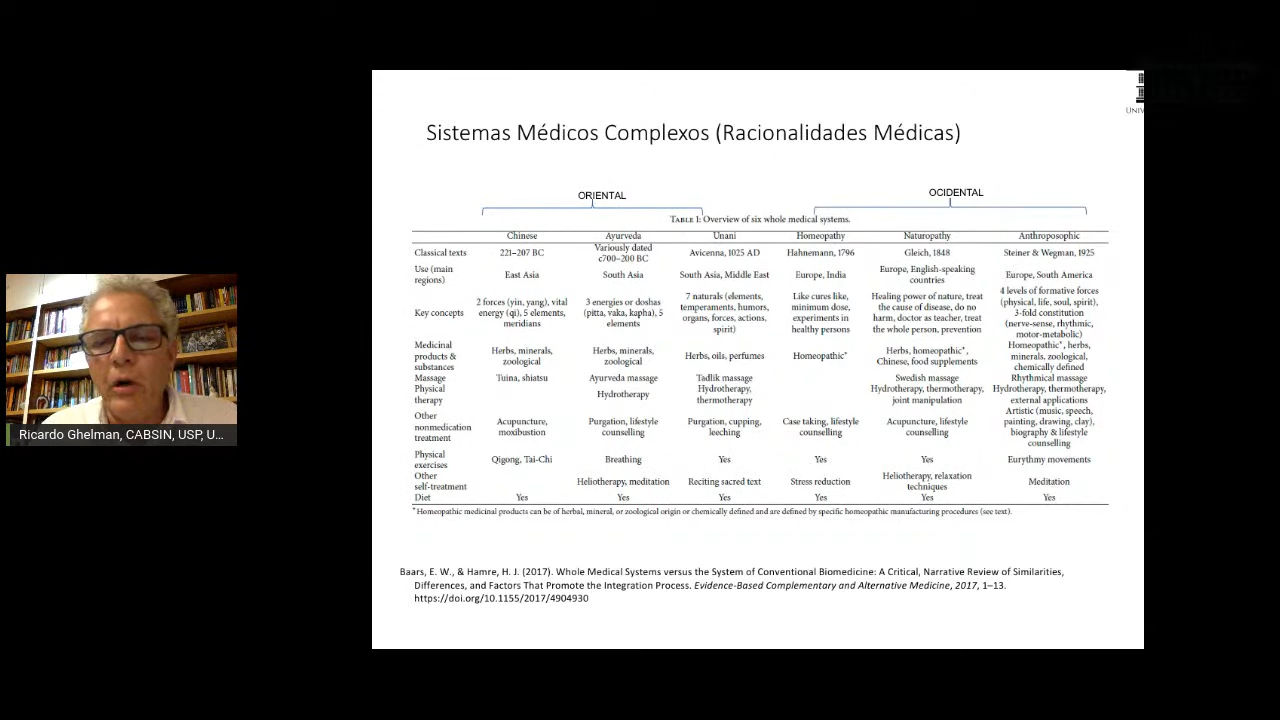 UNIV
Sistemas Médicos Complexos (Racionalidades Médicas)
ORIENTAL
OCIDENTAL
TABLE 1: Overview of six whole medical systems.
Chinese Ayurveda Unani Homeopathy Naturopathy Anthroposophic
Classical texts 221–207 BC Variously dated c700–200 BC Avicenna, 1025 AD Hahnemann, 1796 Gleich, 1848 Steiner & Wegman, 1925
Use (main regions) East Asia South Asia South Asia, Middle East Europe, India Europe, English-speaking countries Europe, South America
Key concepts 2 forces (yin, yang), vital energy (qi), 5 elements, meridians 3 energies or doshas (pitta, vaka, kapha), 5 elements 7 naturals (elements, temperaments, humors, organs, forces, actions, spirit) Like cures like, minimum dose, experiments in healthy persons Healing power of nature, treat the cause of disease, do no harm, doctor as teacher, treat the whole person, prevention 4 levels of formative forces (physical, life, soul, spirit), 3-fold constitution (nerve-sense, rhythmic, motor-metabolic)
Medicinal products & substances Herbs, minerals, zoological Herbs, minerals, zoological Herbs, oils, perfumes Homeopathic* Herbs, homeopathic*, Chinese, food supplements Homeopathic*, herbs, minerals, zoological, chemically defined
Massage Tuina, shiatsu Ayurveda massage Tadlik massage Swedish massage Rhythmical massage
Physical therapy Hydrotherapy Hydrotherapy, thermotherapy Hydrotherapy, thermotherapy, joint manipulation Hydrotherapy, thermotherapy, external applications
Other nonmedication treatment Acupuncture, moxibustion Purgation, lifestyle counselling Purgation, cupping, leeching Case taking, lifestyle counselling Acupuncture, lifestyle counselling Artistic (music, speech, painting, drawing, clay), biography & lifestyle counselling
Physical exercises Qigong, Tai-Chi Breathing Yes Yes Yes Eurythmy movements
Other self-treatment Heliotherapy, meditation Reciting sacred text Stress reduction Heliotherapy, relaxation techniques Meditation
Diet Yes Yes Yes Yes Yes Yes
*Homeopathic medicinal products can be of herbal, mineral, or zoological origin or chemically defined and are defined by specific homeopathic manufacturing procedures (see text).
Baars, E. W., & Hamre, H. J. (2017). Whole Medical Systems versus the System of Conventional Biomedicine: A Critical, Narrative Review of Similarities,
Differences, and Factors That Promote the Integration Process. Evidence-Based Complementary and Alternative Medicine, 2017, 1–13.
https://doi.org/10.1155/2017/4904930
Ricardo Ghelman, CABSIN, USP, U...